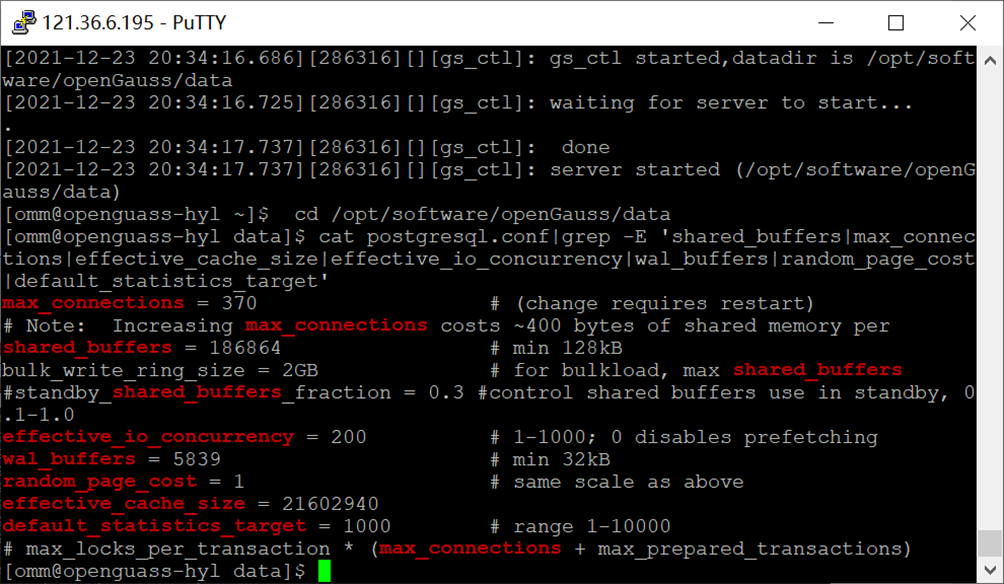 121.36.6.195 - PuTTY
[2021-12-23 20:34:16.686][286316][][gs_ctl]: gs_ctl started,datadir is /opt/soft
ware/openGauss/data
[2021-12-23 20:34:16.725][286316][][gs_ctl]: waiting for server to start...
.
[2021-12-23 20:34:17.737][286316][][gs_ctl]:  done
[2021-12-23 20:34:17.737][286316][][gs_ctl]: server started (/opt/software/openG
auss/data)
[omm@openguass-hyl ~]$  cd /opt/software/openGauss/data
[omm@openguass-hyl data]$ cat postgresql.conf|grep -E 'shared_buffers|max_connec
tions|effective_cache_size|effective_io_concurrency|wal_buffers|random_page_cost
|default_statistics_target'
max_connections = 370                   # (change requires restart)
# Note:  Increasing max_connections costs ~400 bytes of shared memory per
shared_buffers = 186864                 # min 128kB
bulk_write_ring_size = 2GB              # for bulkload, max shared_buffers
#standby_shared_buffers_fraction = 0.3 #control shared buffers use in standby, 0
.1-1.0
effective_io_concurrency = 200          # 1-1000; 0 disables prefetching
wal_buffers = 5839                      # min 32kB
random_page_cost = 1                    # same scale as above
effective_cache_size = 21602940
default_statistics_target = 1000        # range 1-10000
# max_locks_per_transaction * (max_connections + max_prepared_transactions)
[omm@openguass-hyl data]$